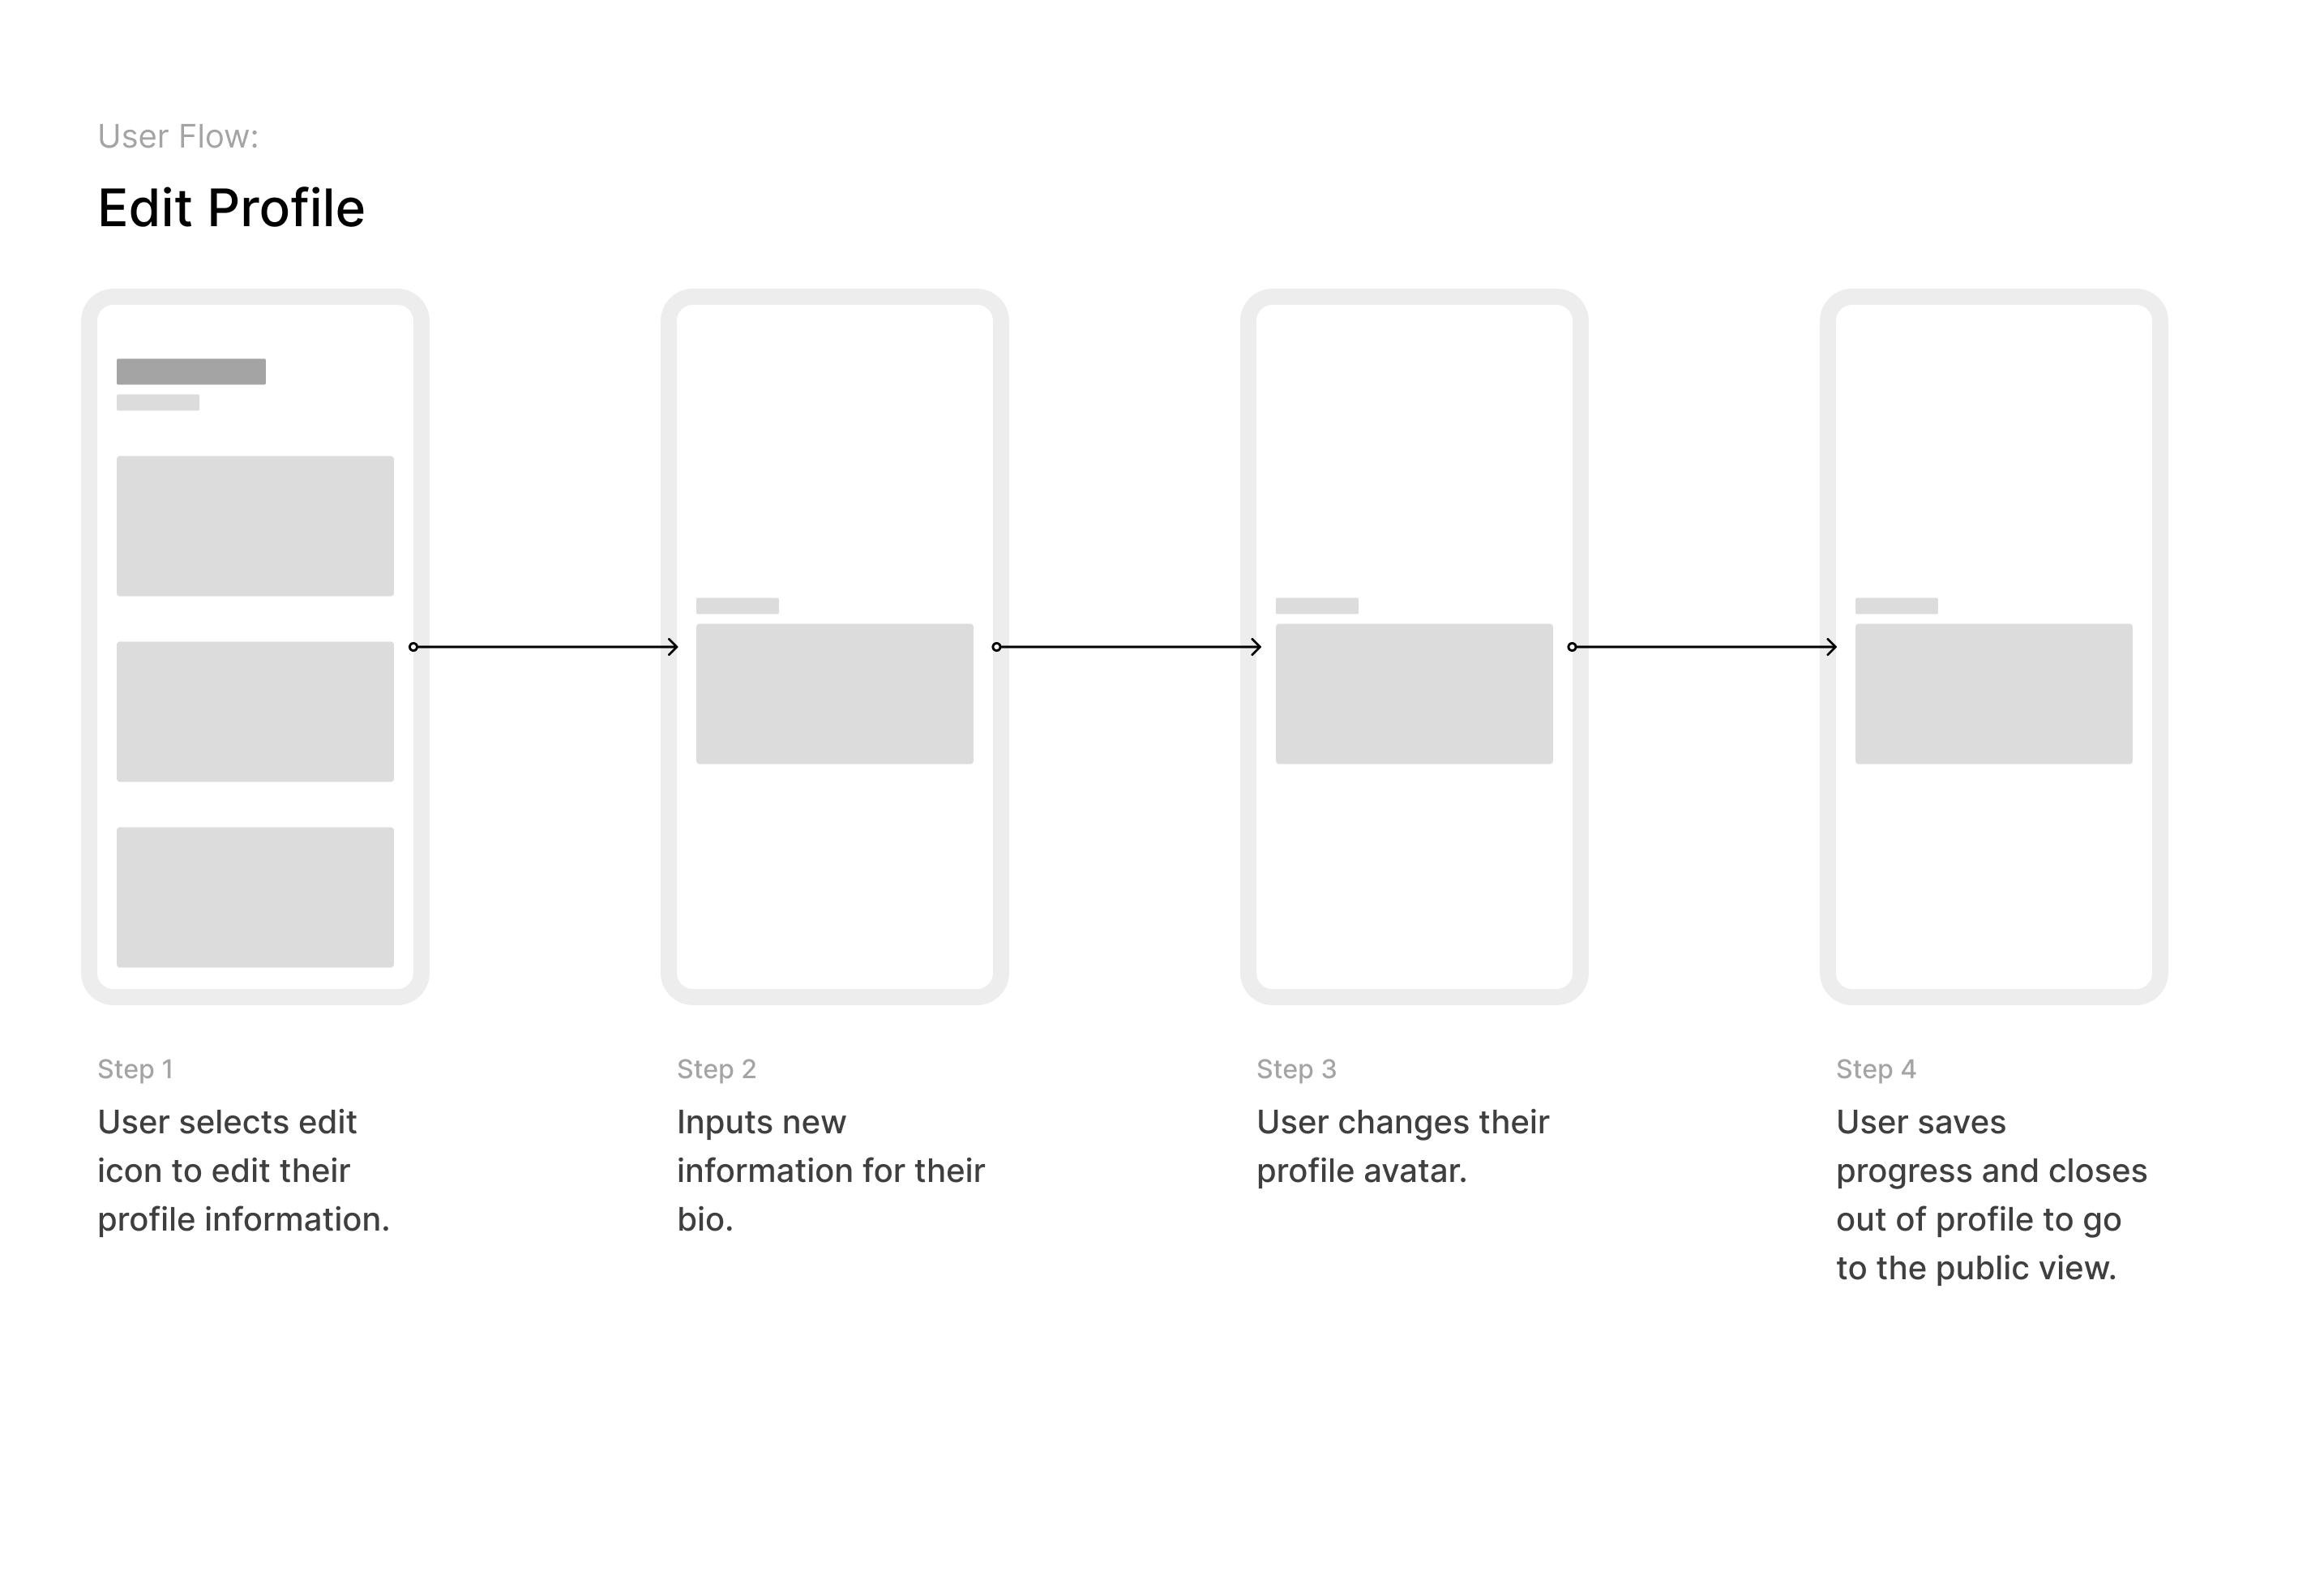 User Flow:
Edit Profile
Step 1
User selects edit
icon to edit their
profile information.
Step 2
Inputs new
information for their
bio.
Step 3
User changes their
profile avatar.
Step 4
User saves
progress and closes
out of profile to go
to the public view.